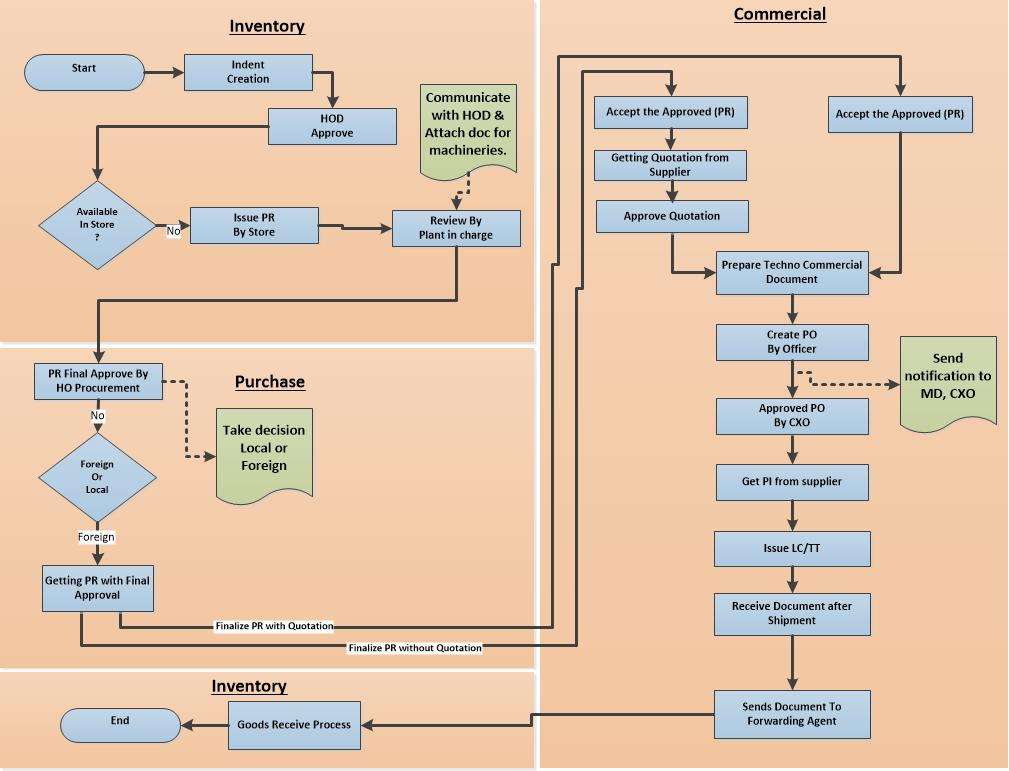 Inventory
Start
Indent
Creation
HOD
Approve
Communicate
with HOD &
Attach doc for
machineries.
Available
In Store
?
No
Issue PR
By Store
Review By
Plant in charge
Purchase
PR Final Approve By
HO Procurement
No
Take decision
Local or
Foreign
Foreign
Or
Local
Foreign
Getting PR with Final
Approval
Finalize PR with Quotation
Finalize PR without Quotation
Commercial
Accept the Approved (PR)
Accept the Approved (PR)
Getting Quotation from
Supplier
Approve Quotation
Prepare Techno Commercial
Document
Create PO
By Officer
Send
notification to
MD, CXO
Approved PO
By CXO
Get PI from supplier
Issue LC/TT
Receive Document after
Shipment
Sends Document To
Forwarding Agent
Inventory
Goods Receive Process
End